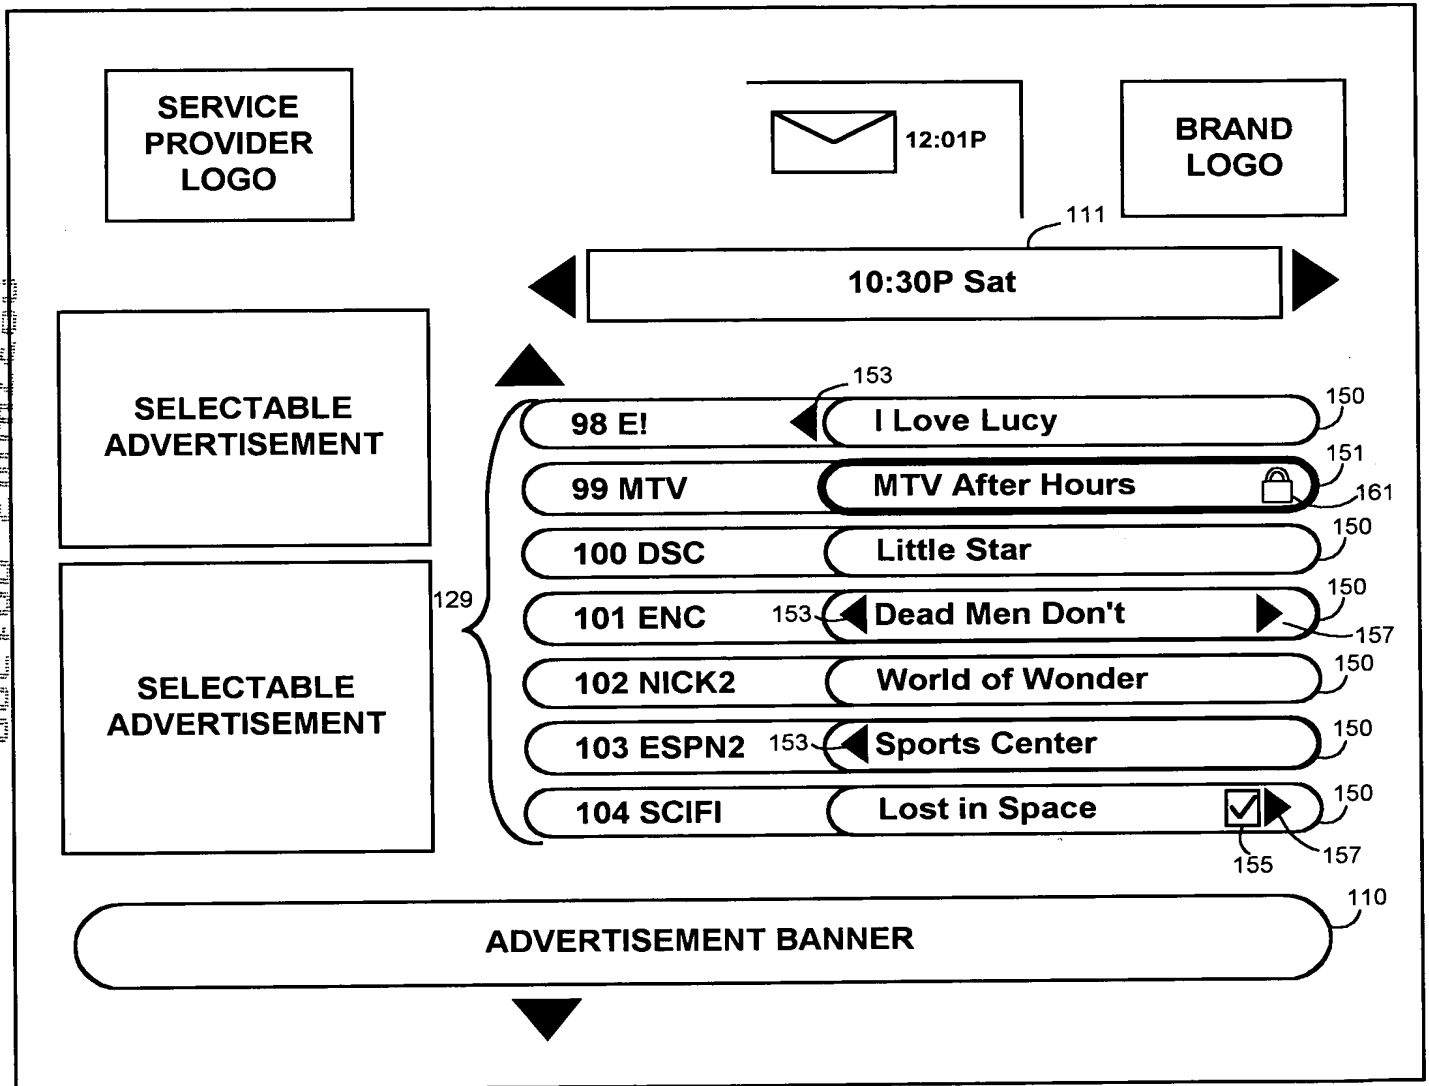 SERVICE
PROVIDER
LOGO
12:01P
BRAND
LOGO
111
10:30P Sat
SELECTABLE
ADVERTISEMENT
SELECTABLE
ADVERTISEMENT
129
153
98 E! I Love Lucy 150
99 MTV MTV After Hours 151
161
100 DSC Little Star 150
101 ENC 153 Dead Men Don't 150
157
102 NICK2 World of Wonder 150
103 ESPN2 153 Sports Center 150
104 SCIFI Lost in Space 150
155 157
110
ADVERTISEMENT BANNER